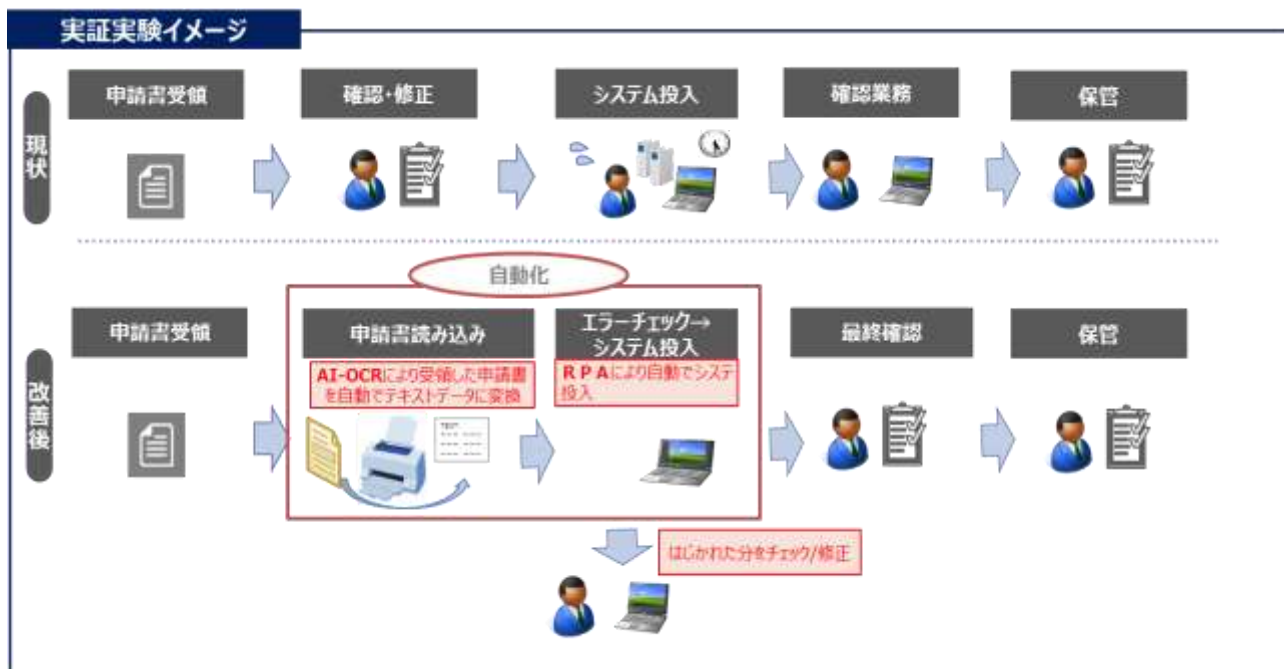 実証実験イメージ
現状
申請書受領
確認・修正
システム投入
確認業務
保管
自動化
改善後
申請書受領
申請書読み込み
エラーチェック→
システム投入
最終確認
保管
AI-OCRにより受領した申請書
を自動でテキストデータに変換
RPAにより自動でシステ
投入
TEXT
はじかれた分をチェック/修正